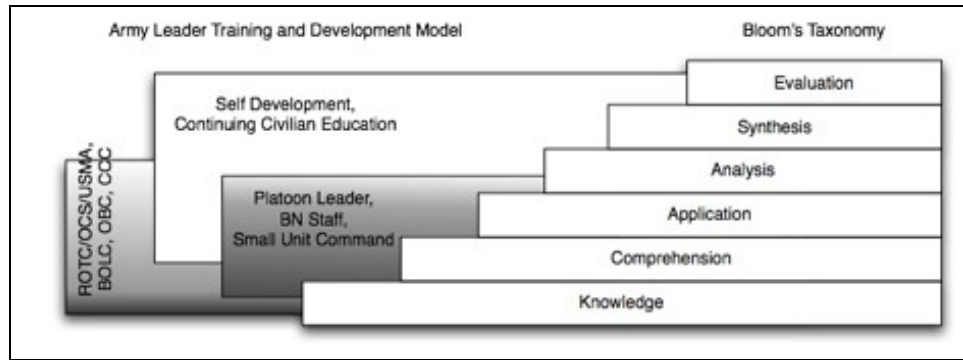 Army Leader Training and Development Model
Bloom's Taxonomy
Evaluation
Self Development,
Continuing Civilian Education
Synthesis
ROTC/OCS/USMA,
BOLC, OBC, CCC
Analysis
Platoon Leader,
BN Staff,
Small Unit Command
Application
Comprehension
Knowledge